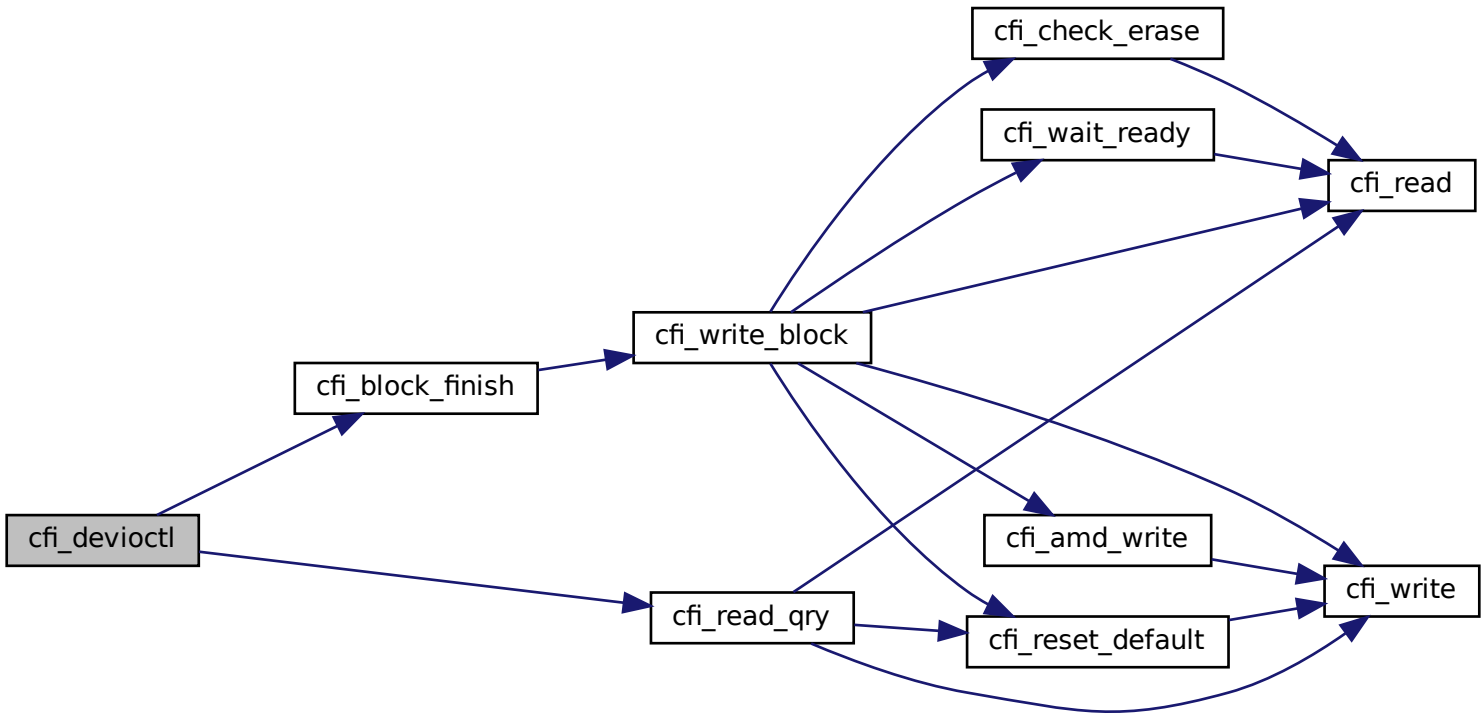 cfi_check_erase
cfi_wait_ready
cfi_read
cfi_write_block
cfi_block_finish
cfi_devioctl
cfi_amd_write
cfi_write
cfi_read_qry
cfi_reset_default